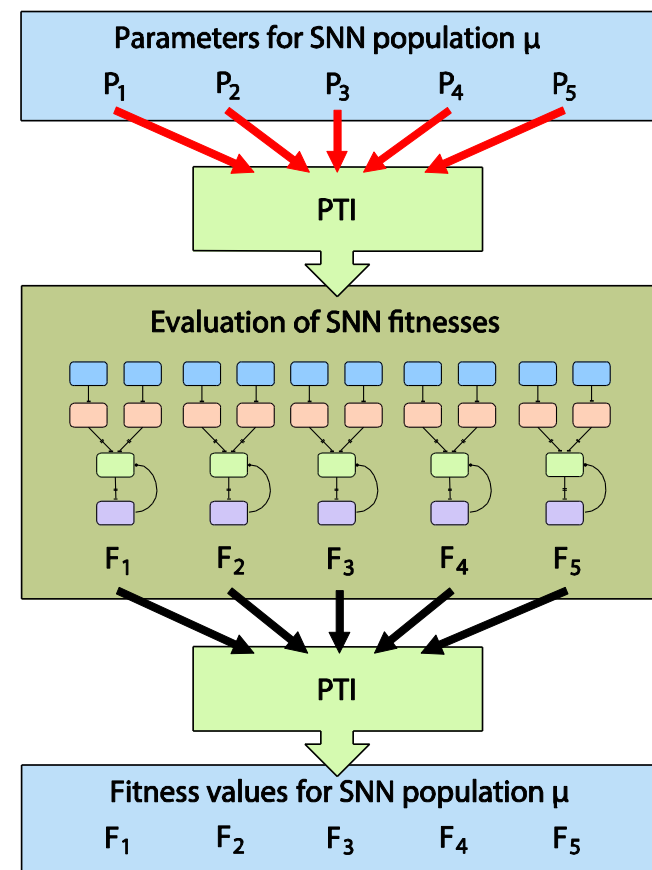 Parameters for SNN population μ
P1 P2 P3 P4 P5
PTI
Evaluation of SNN fitnesses
F1 F2 F3 F4 F5
PTI
Fitness values for SNN population μ
F1 F2 F3 F4 F5